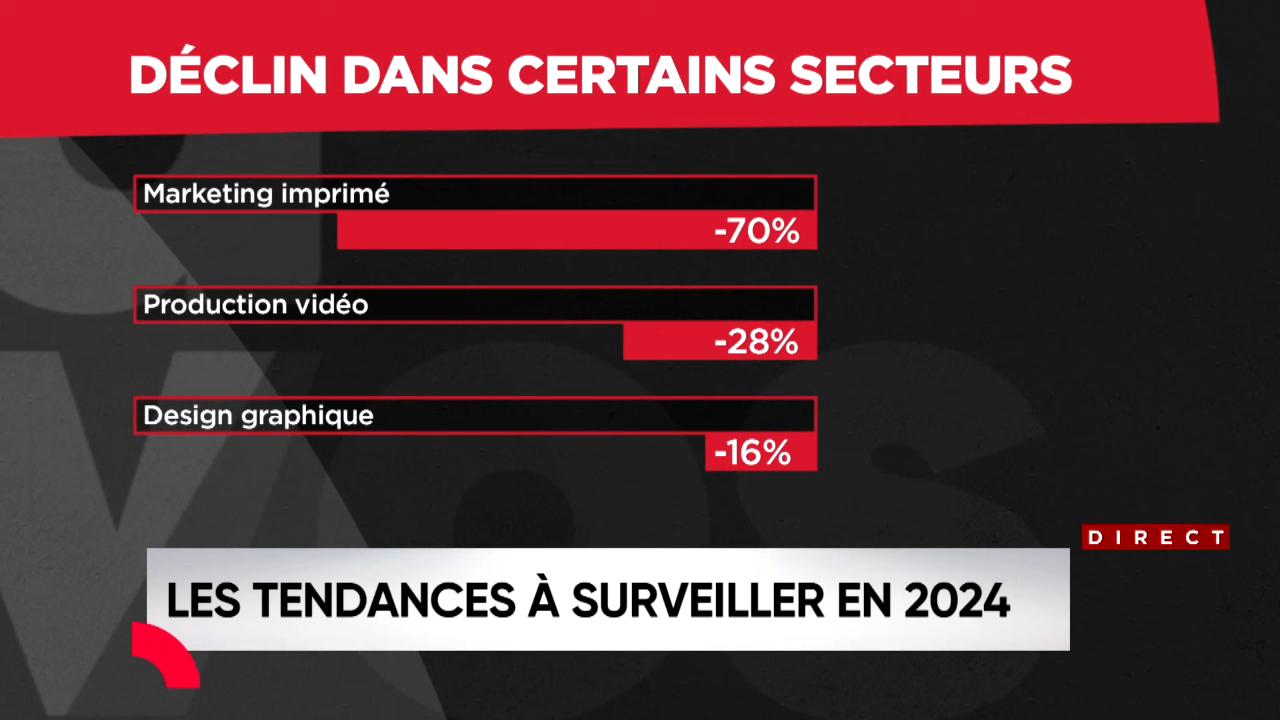 DÉCLIN DANS CERTAINS SECTEURS
Marketing imprimé
-70%
Production vidéo
-28%
Design graphique
-16%
DIRECT
LES TENDANCES À SURVEILLER EN 2024